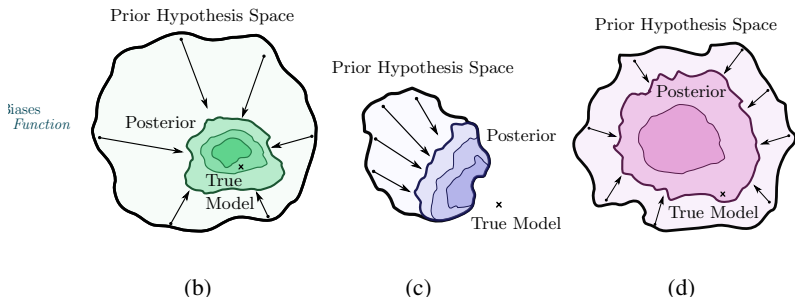 Prior Hypothesis Space
Posterior
True
Model
(b)
Prior Hypothesis Space
Posterior
True Model
(c)
Prior Hypothesis Space
Posterior
True Model
(d)
Function